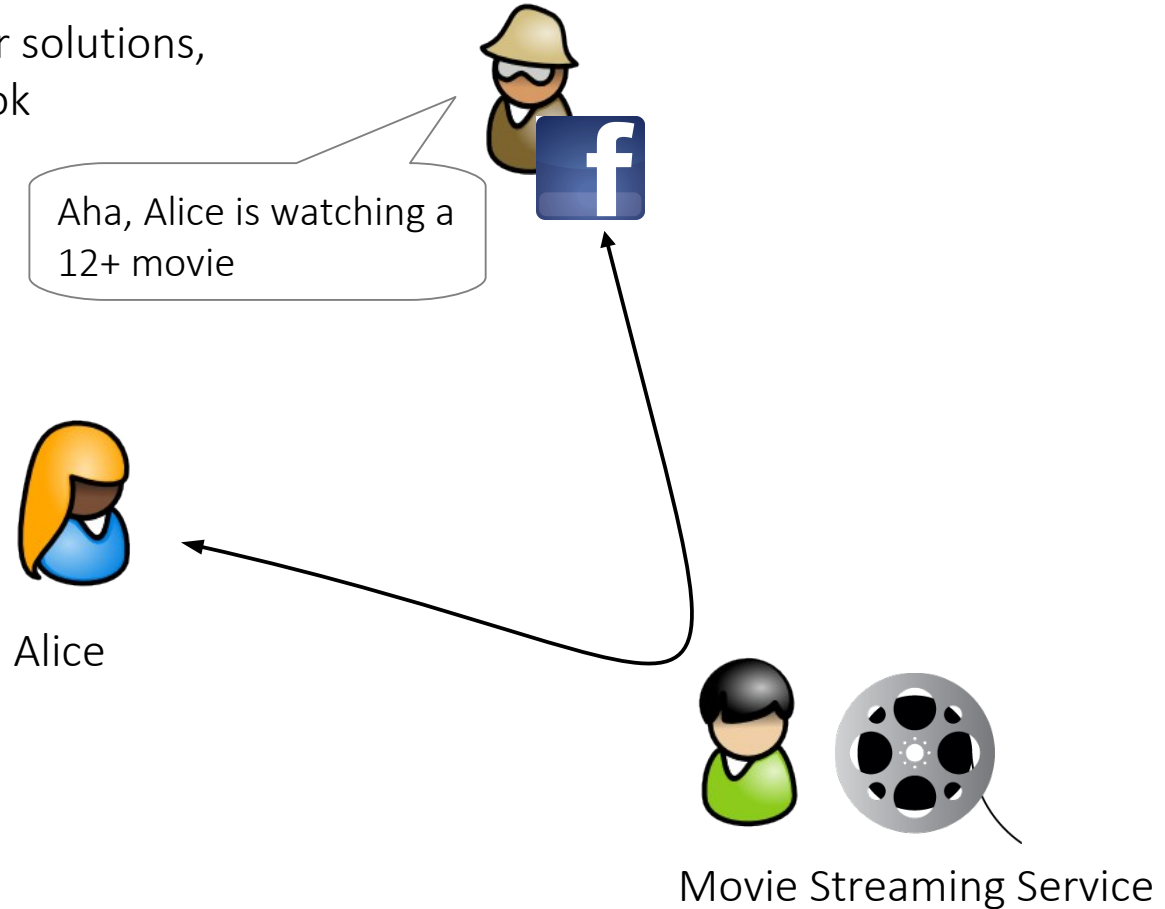 r solutions,
ok
Aha, Alice is watching a
12+ movie
f
Alice
Movie Streaming Service